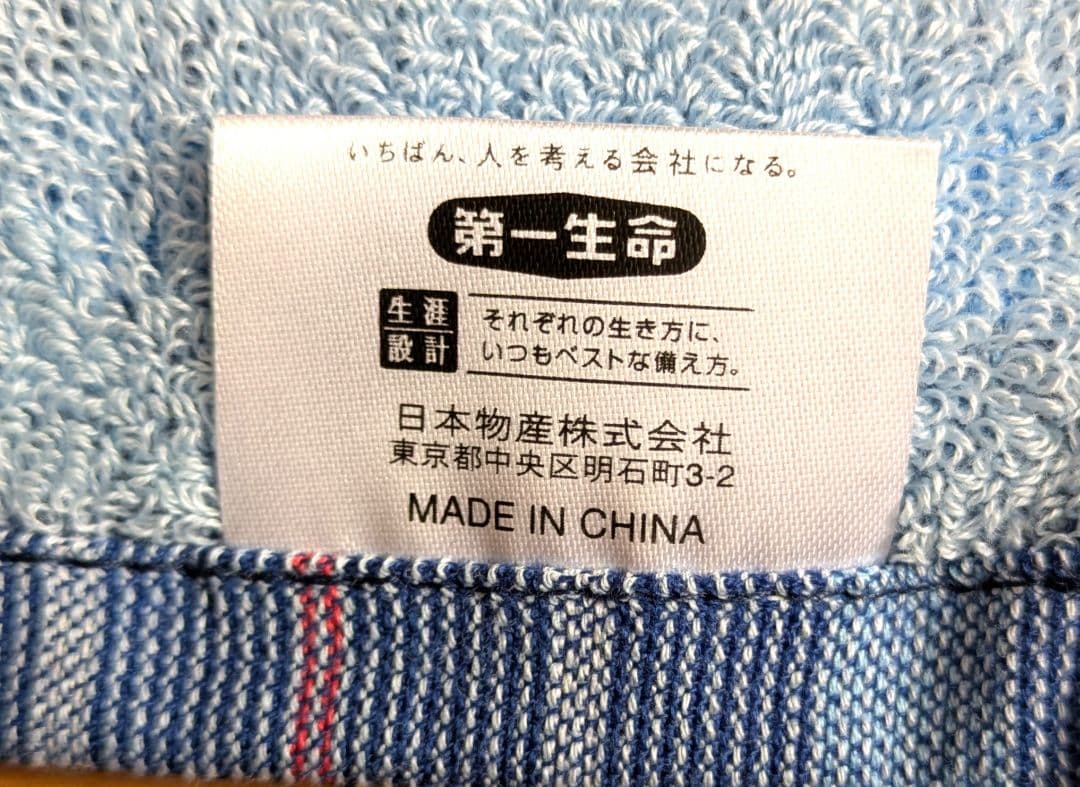 いちばん、人を考える会社になる。
第一生命
生涯
設計
それぞれの生き方に、
いつもベストな備え方。
日本物産株式会社
東京都中央区明石町3-2
MADE IN CHINA